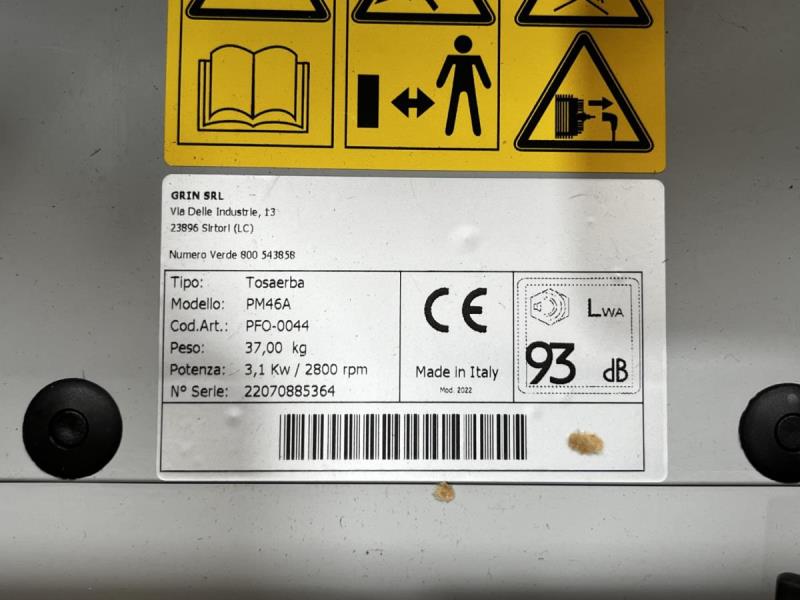 GRIN SRL
Via Delle Industrie, 13
23896 Sirtori (LC)
Numero Verde 800 543858
Tipo: Tosaerba
Modello: PM46A
Cod.Art.: PFO-0044
Peso: 37,00 kg
Potenza: 3,1 Kw / 2800 rpm
N° Serie: 22070885364
CE
Made in Italy
Mod. 2022
LWA
93 dB